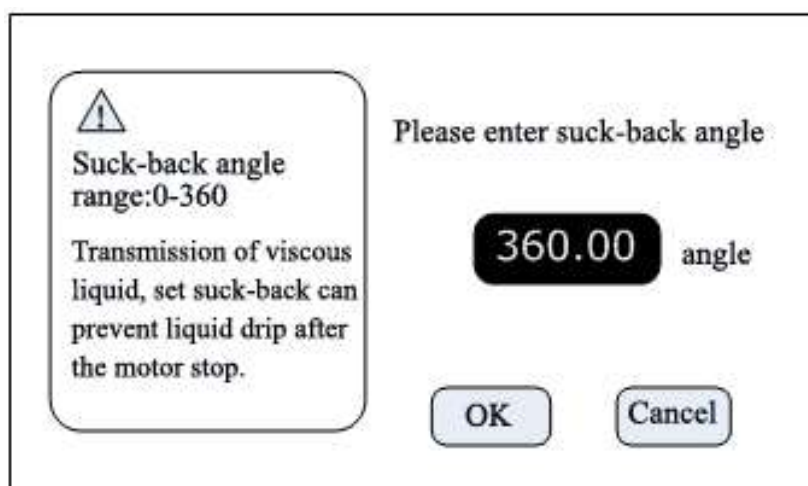 !
Suck-back angle
range:0-360
Transmission of viscous
liquid, set suck-back can
prevent liquid drip after
the motor stop.
Please enter suck-back angle
360.00 angle
OK Cancel